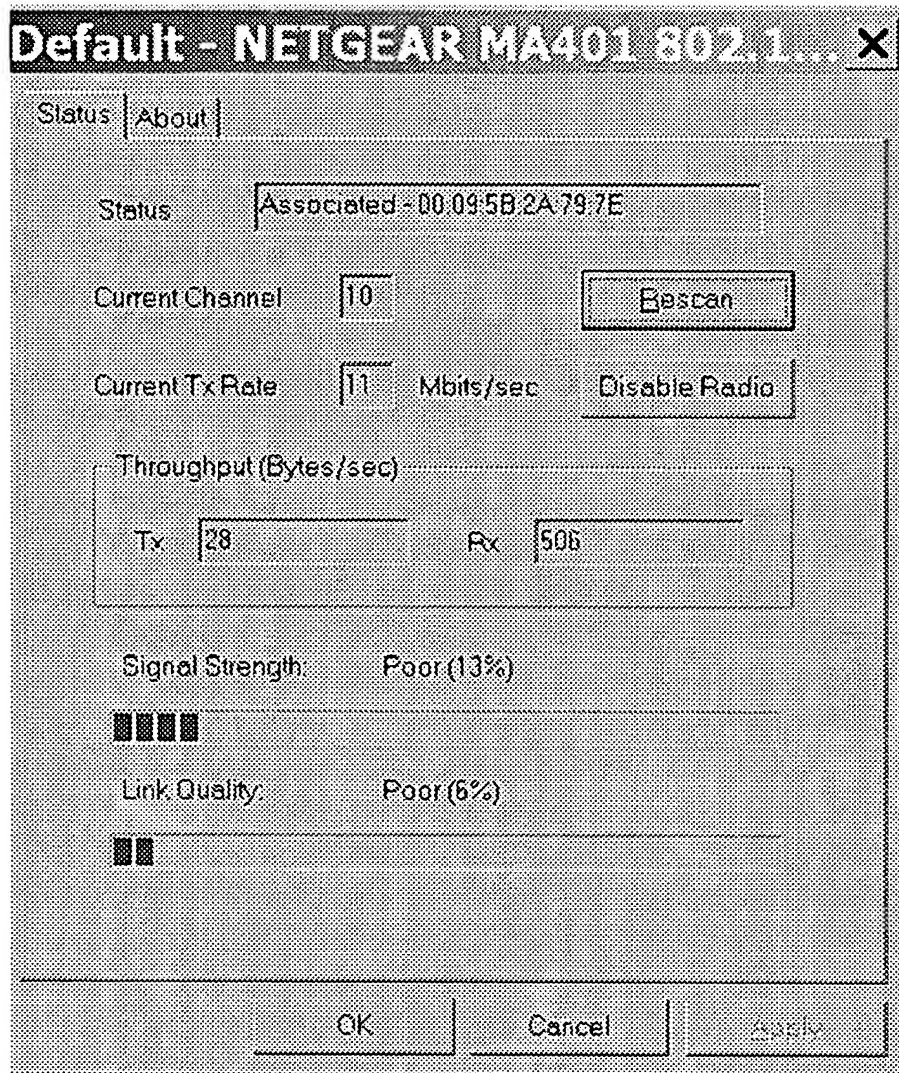 Default - NETGEAR MA401 802.1...
Status About
Status Associated - 00:09:5B:2A:79:7E
Current Channel 10 Rescan
Current Tx Rate 11 Mbits/sec Disable Radio
Throughput (Bytes/sec)
Tx 28 Rx 506
Signal Strength: Poor (13%)
Link Quality: Poor (6%)
OK Cancel Apply